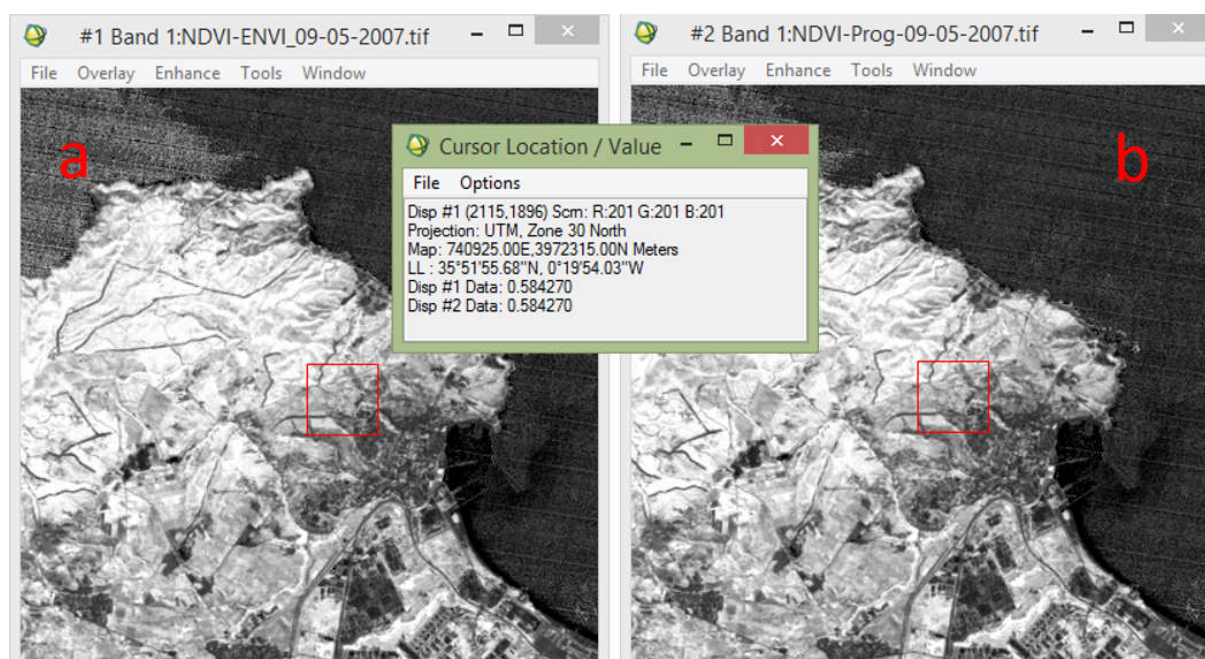 #1 Band 1:NDVI-ENVI_09-05-2007.tif
File Overlay Enhance Tools Window
a
#2 Band 1:NDVI-Prog-09-05-2007.tif
File Overlay Enhance Tools Window
b
Cursor Location / Value
File Options
Disp #1 (2115,1896) Scrn: R:201 G:201 B:201
Projection: UTM, Zone 30 North
Map: 740925.00E,3972315.00N Meters
LL : 35°51'55.68"N, 0°19'54.03"W
Disp #1 Data: 0.584270
Disp #2 Data: 0.584270